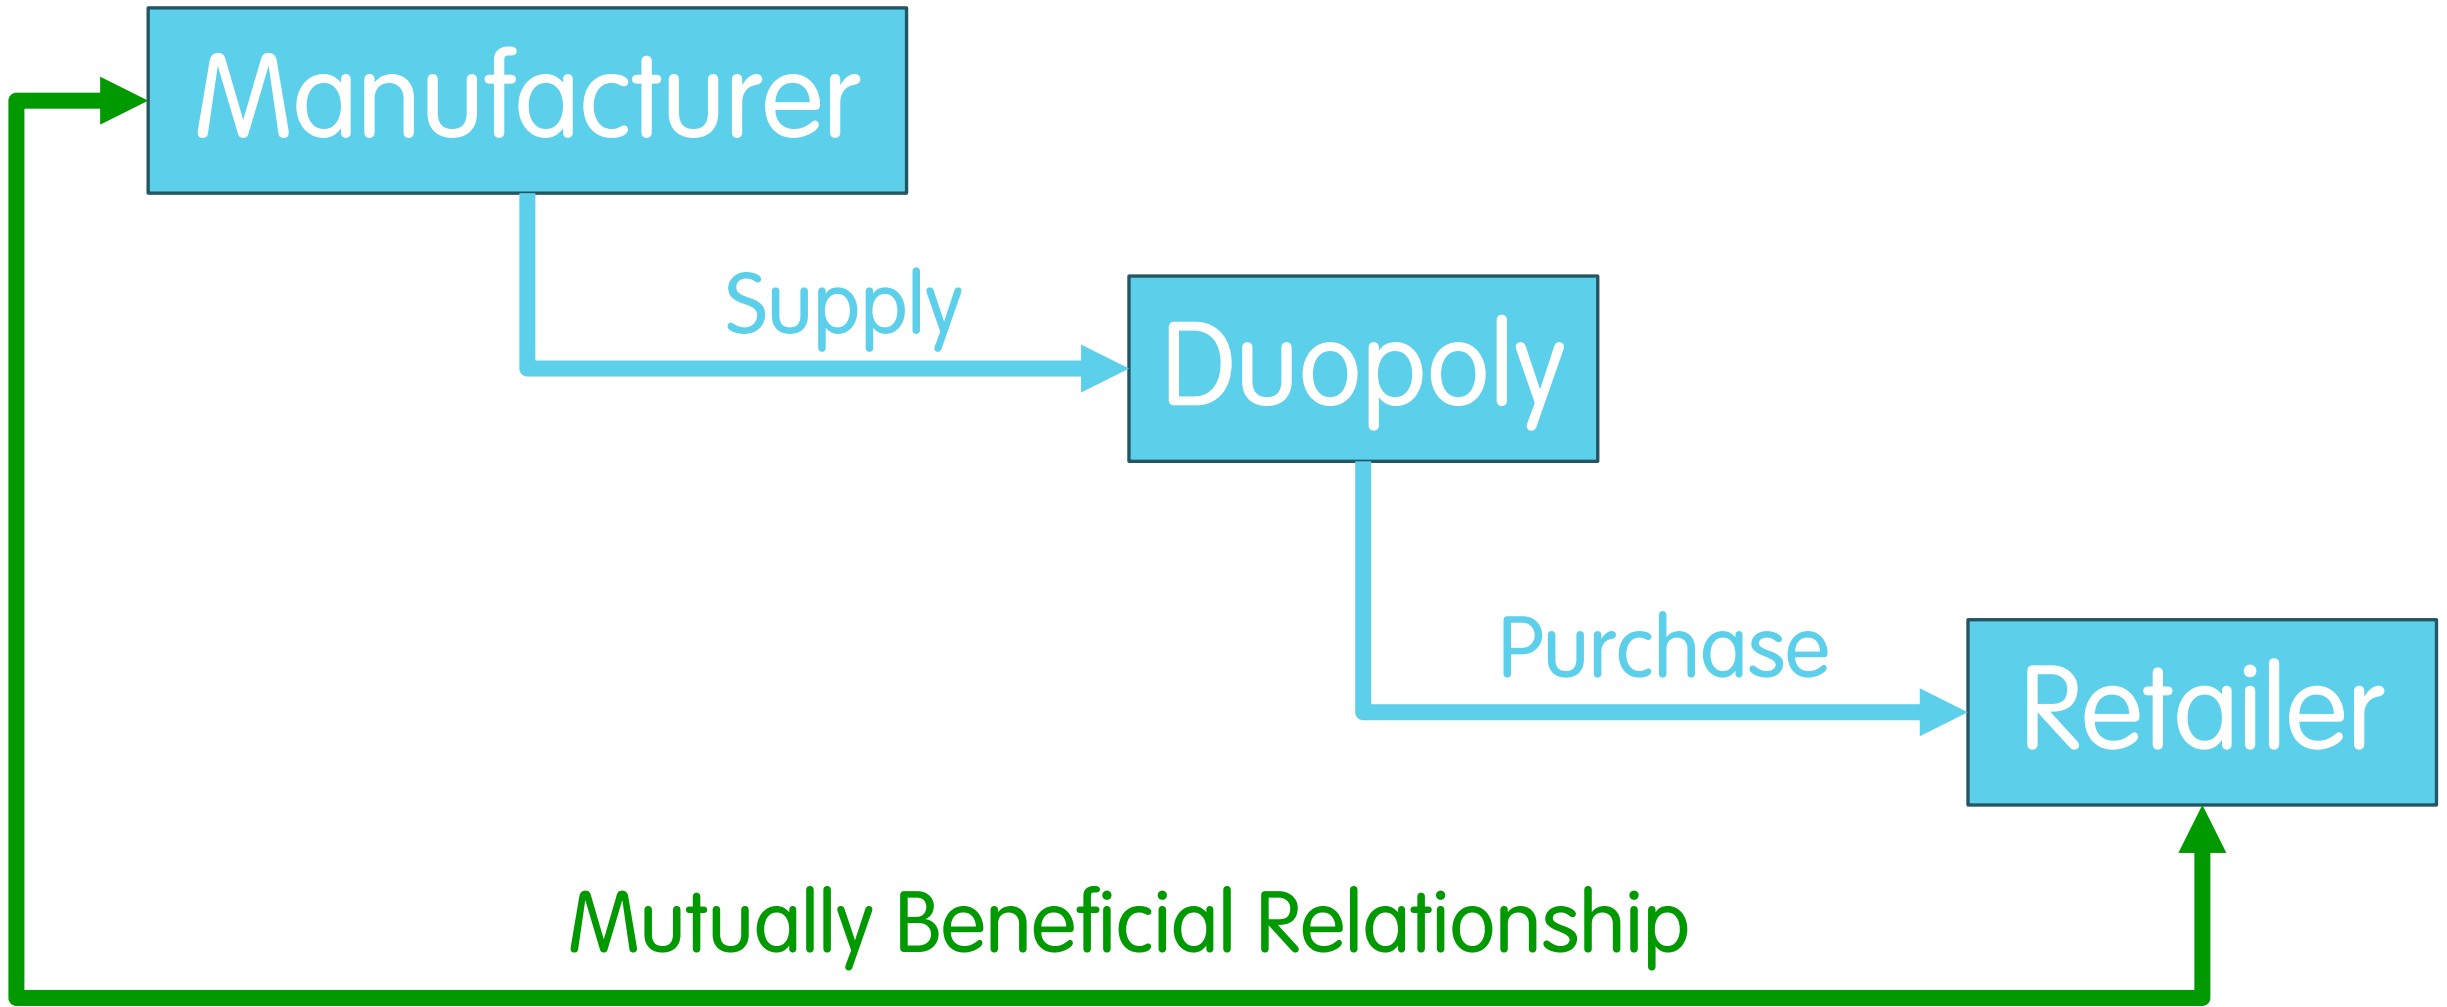 Manufacturer
Supply
Duopoly
Purchase
Retailer
Mutually Beneficial Relationship